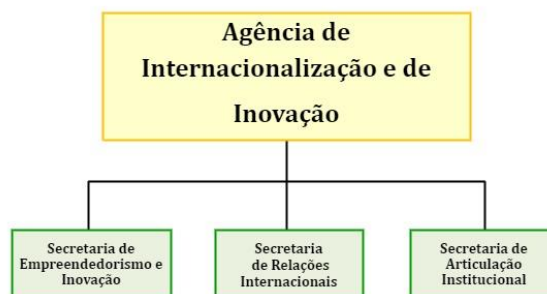 Agência de
Internacionalização e de
Inovação
Secretaria de
Empreendedorismo e
Inovação
Secretaria
de Relações
Internacionais
Secretaria de
Articulação
Institucional